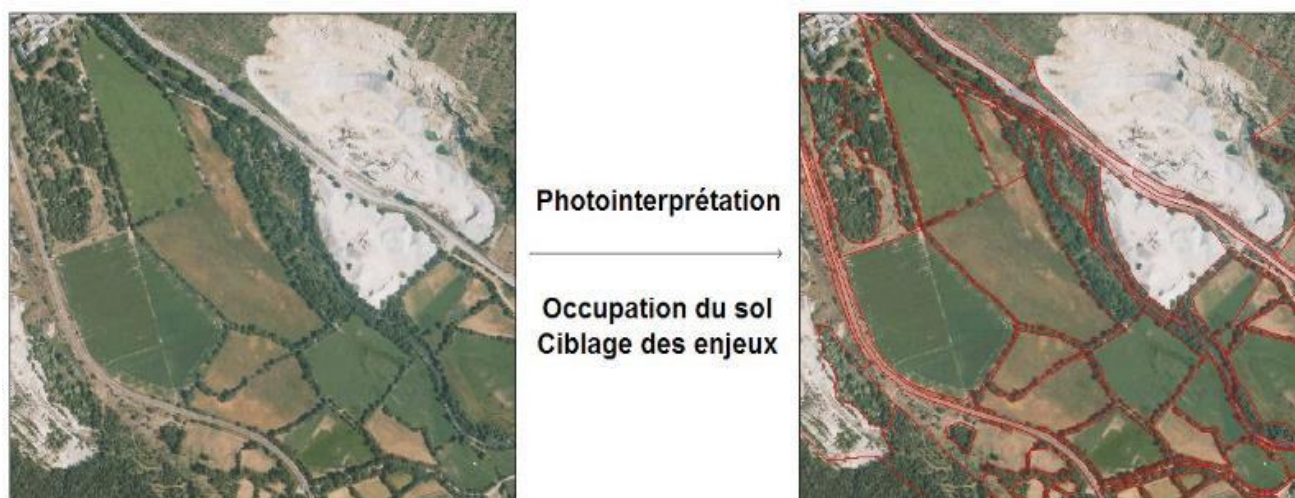 Photointerprétation
Occupation du sol
Ciblage des enjeux